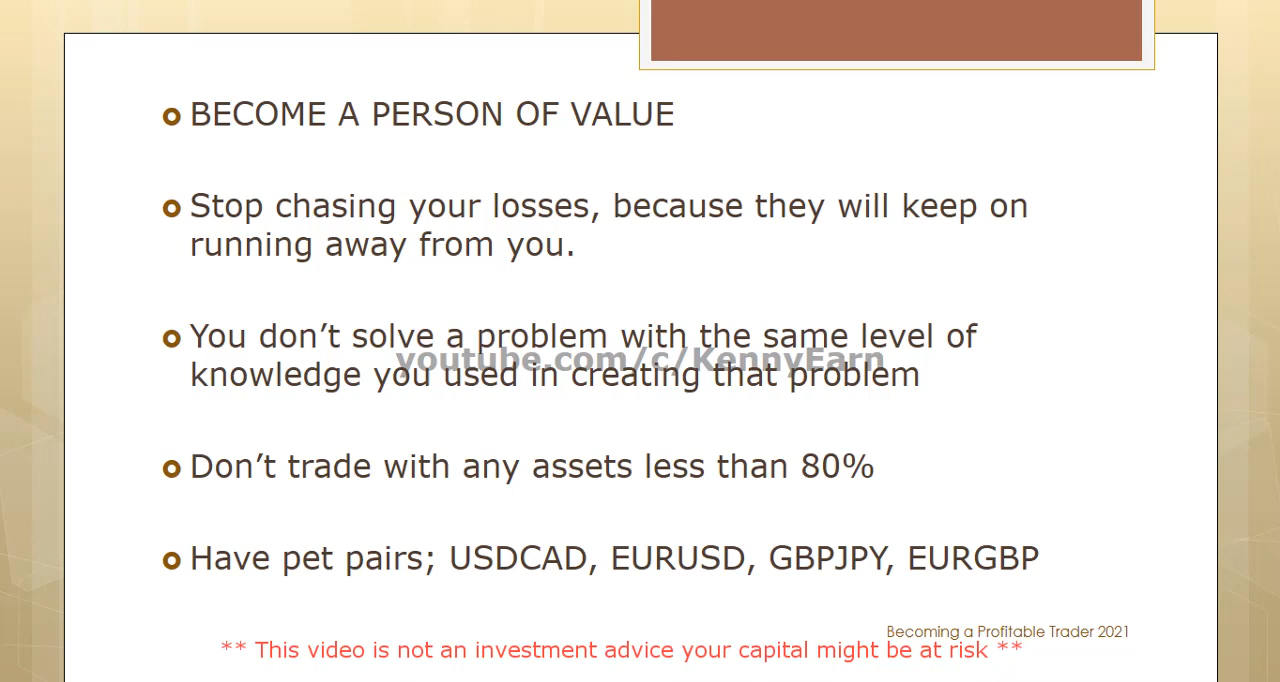 BECOME A PERSON OF VALUE
Stop chasing your losses, because they will keep on
running away from you.
You don’t solve a problem with the same level of
youtube.com/c/KennyEarn
knowledge you used in creating that problem
Don’t trade with any assets less than 80%
Have pet pairs; USDCAD, EURUSD, GBPJPY, EURGBP
Becoming a Profitable Trader 2021
** This video is not an investment advice your capital might be at risk **